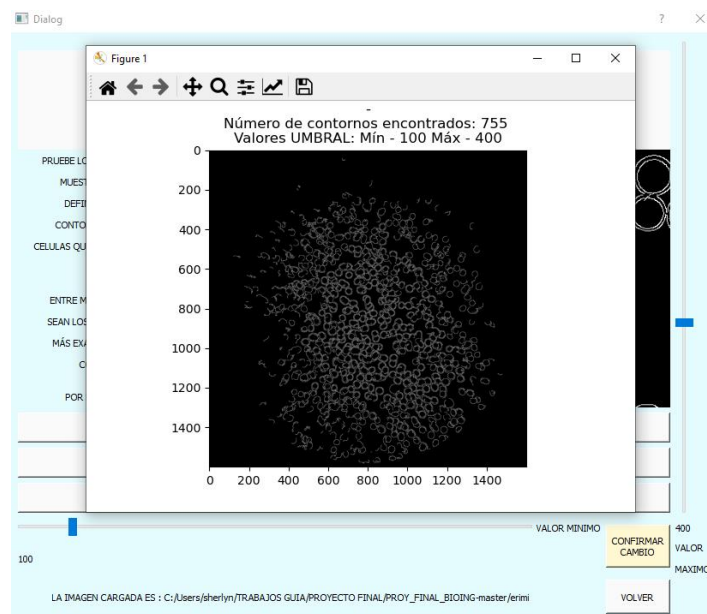 Dialog
Figure 1
-
Número de contornos encontrados: 755
Valores UMBRAL: Mín - 100 Máx - 400
0
200
400
600
800
1000
1200
1400
0 200 400 600 800 1000 1200 1400
PRUEBE LO
MUEST
DEFI
CONTO
CELULAS QU
ENTRE M
SEAN LOS
MÁS EXA
C
POR
VALOR MINIMO
100
CONFIRMAR
CAMBIO
400
VALOR
MAXIMO
LA IMAGEN CARGADA ES : C:/Users/sherlyn/TRABAJOS GUIA/PROYECTO FINAL/PROY_FINAL_BIOING-master/erimi
VOLVER